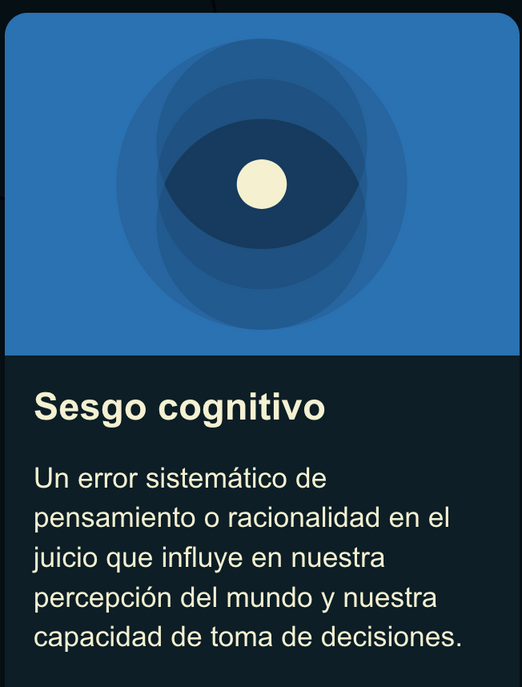 Sesgo cognitivo
Un error sistemático de
pensamiento o racionalidad en el
juicio que influye en nuestra
percepción del mundo y nuestra
capacidad de toma de decisiones.